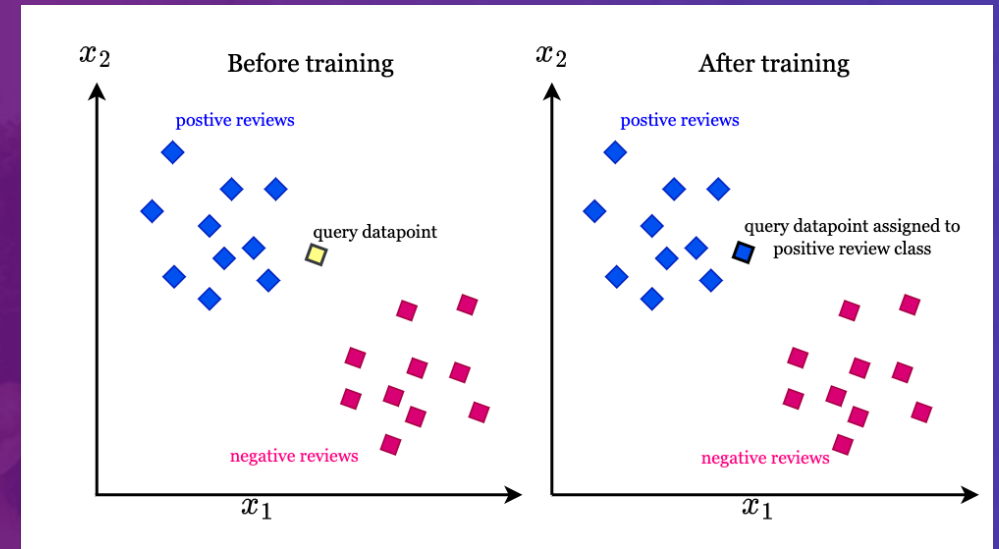 x2
Before training
postive reviews
query datapoint
negative reviews
x1
x2
After training
postive reviews
query datapoint assigned to
positive review class
negative reviews
x1